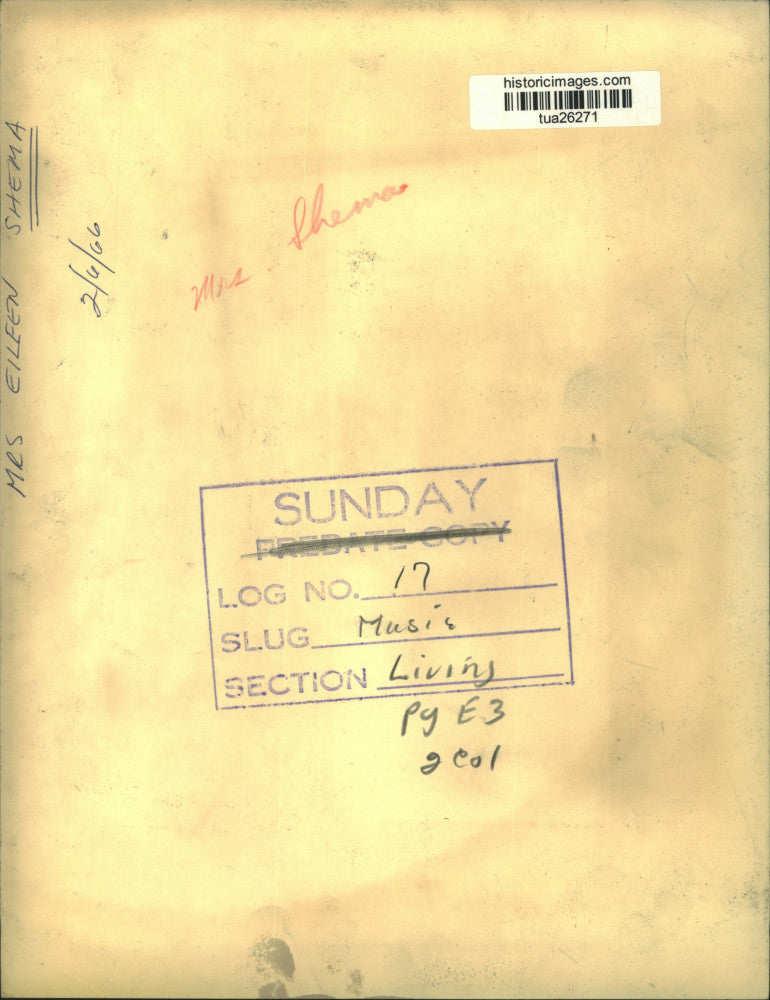 historicimages.com
tua26271
MRS EILEEN SHEMA
2/6/66
Mrs. Shema
SUNDAY
PREDATE COPY
LOG NO. 17
SLUG Music
SECTION Living
Pg E3
2 Col